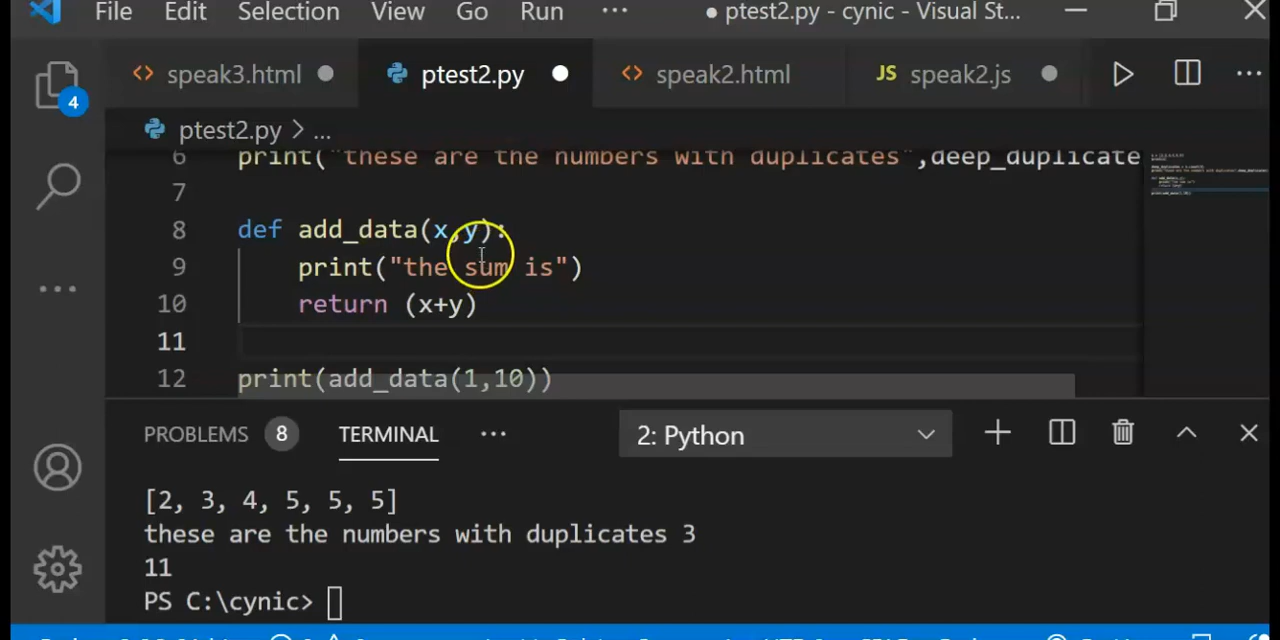 File Edit Selection View Go Run ··· ● ptest2.py - cynic - Visual St...
speak3.html ptest2.py speak2.html JS speak2.js ···
4
ptest2.py > ...
6 print("these are the numbers with duplicates",deep_duplicate
7
8 def add_data(x,y):
9 print("the sum is")
10 return (x+y)
11
12 print(add_data(1,10))
PROBLEMS 8 TERMINAL ··· 2: Python
[2, 3, 4, 5, 5, 5]
these are the numbers with duplicates 3
11
PS C:\cynic>